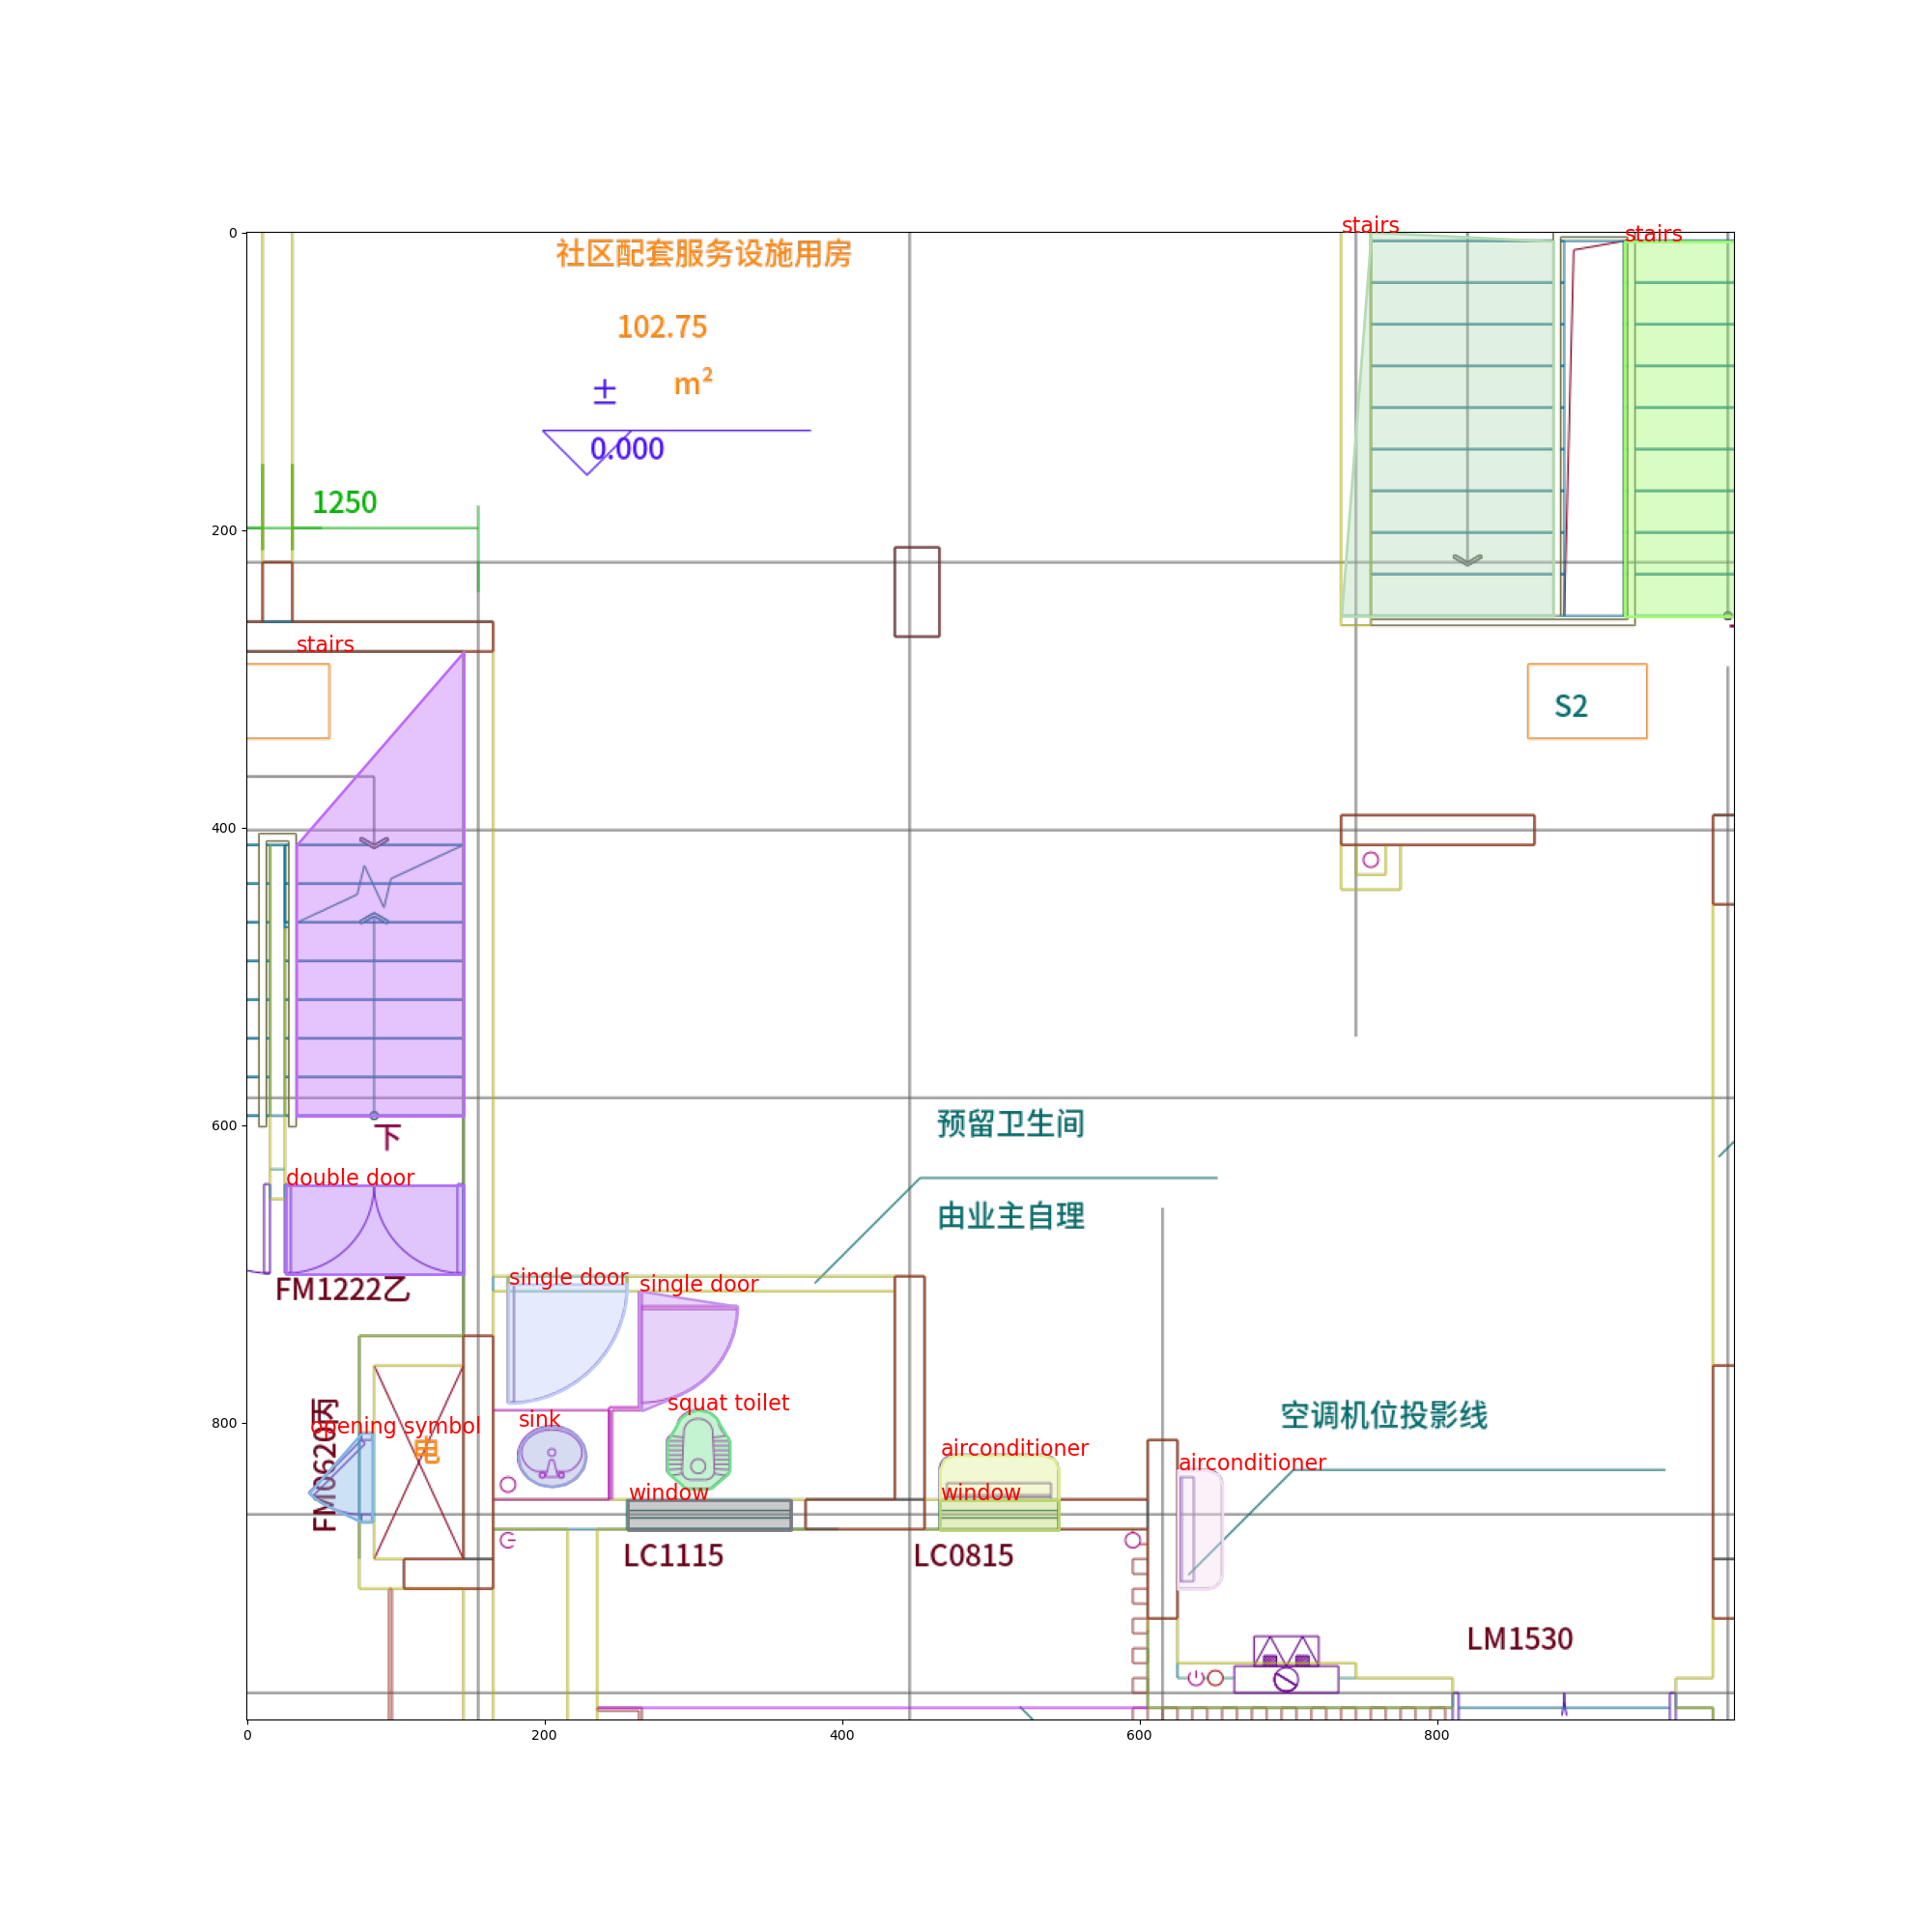 0
stairs
stairs
社区配套服务设施用房
102.75
m²
±
0.000
1250
200
stairs
S2
400
600
下
预留卫生间
由业主自理
double door
FM1222乙
single door
single door
800
FM0620丙
opening symbol
电
sink
squat toilet
airconditioner
空调机位投影线
airconditioner
window
window
LC1115
LC0815
LM1530
0
200
400
600
800